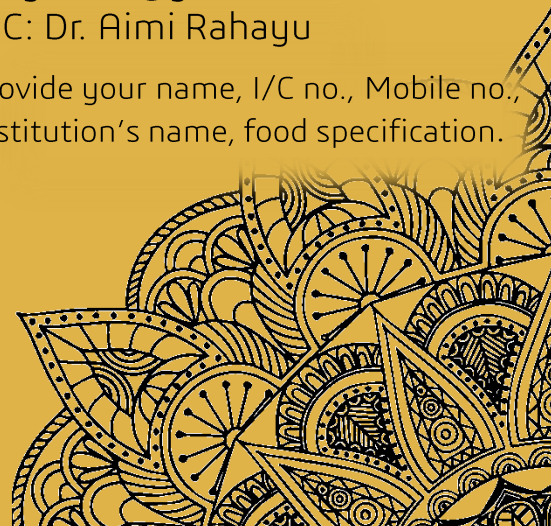 C: Dr. Aimi Rahayu
ovide your name, I/C no., Mobile no.,
stitution's name, food specification.